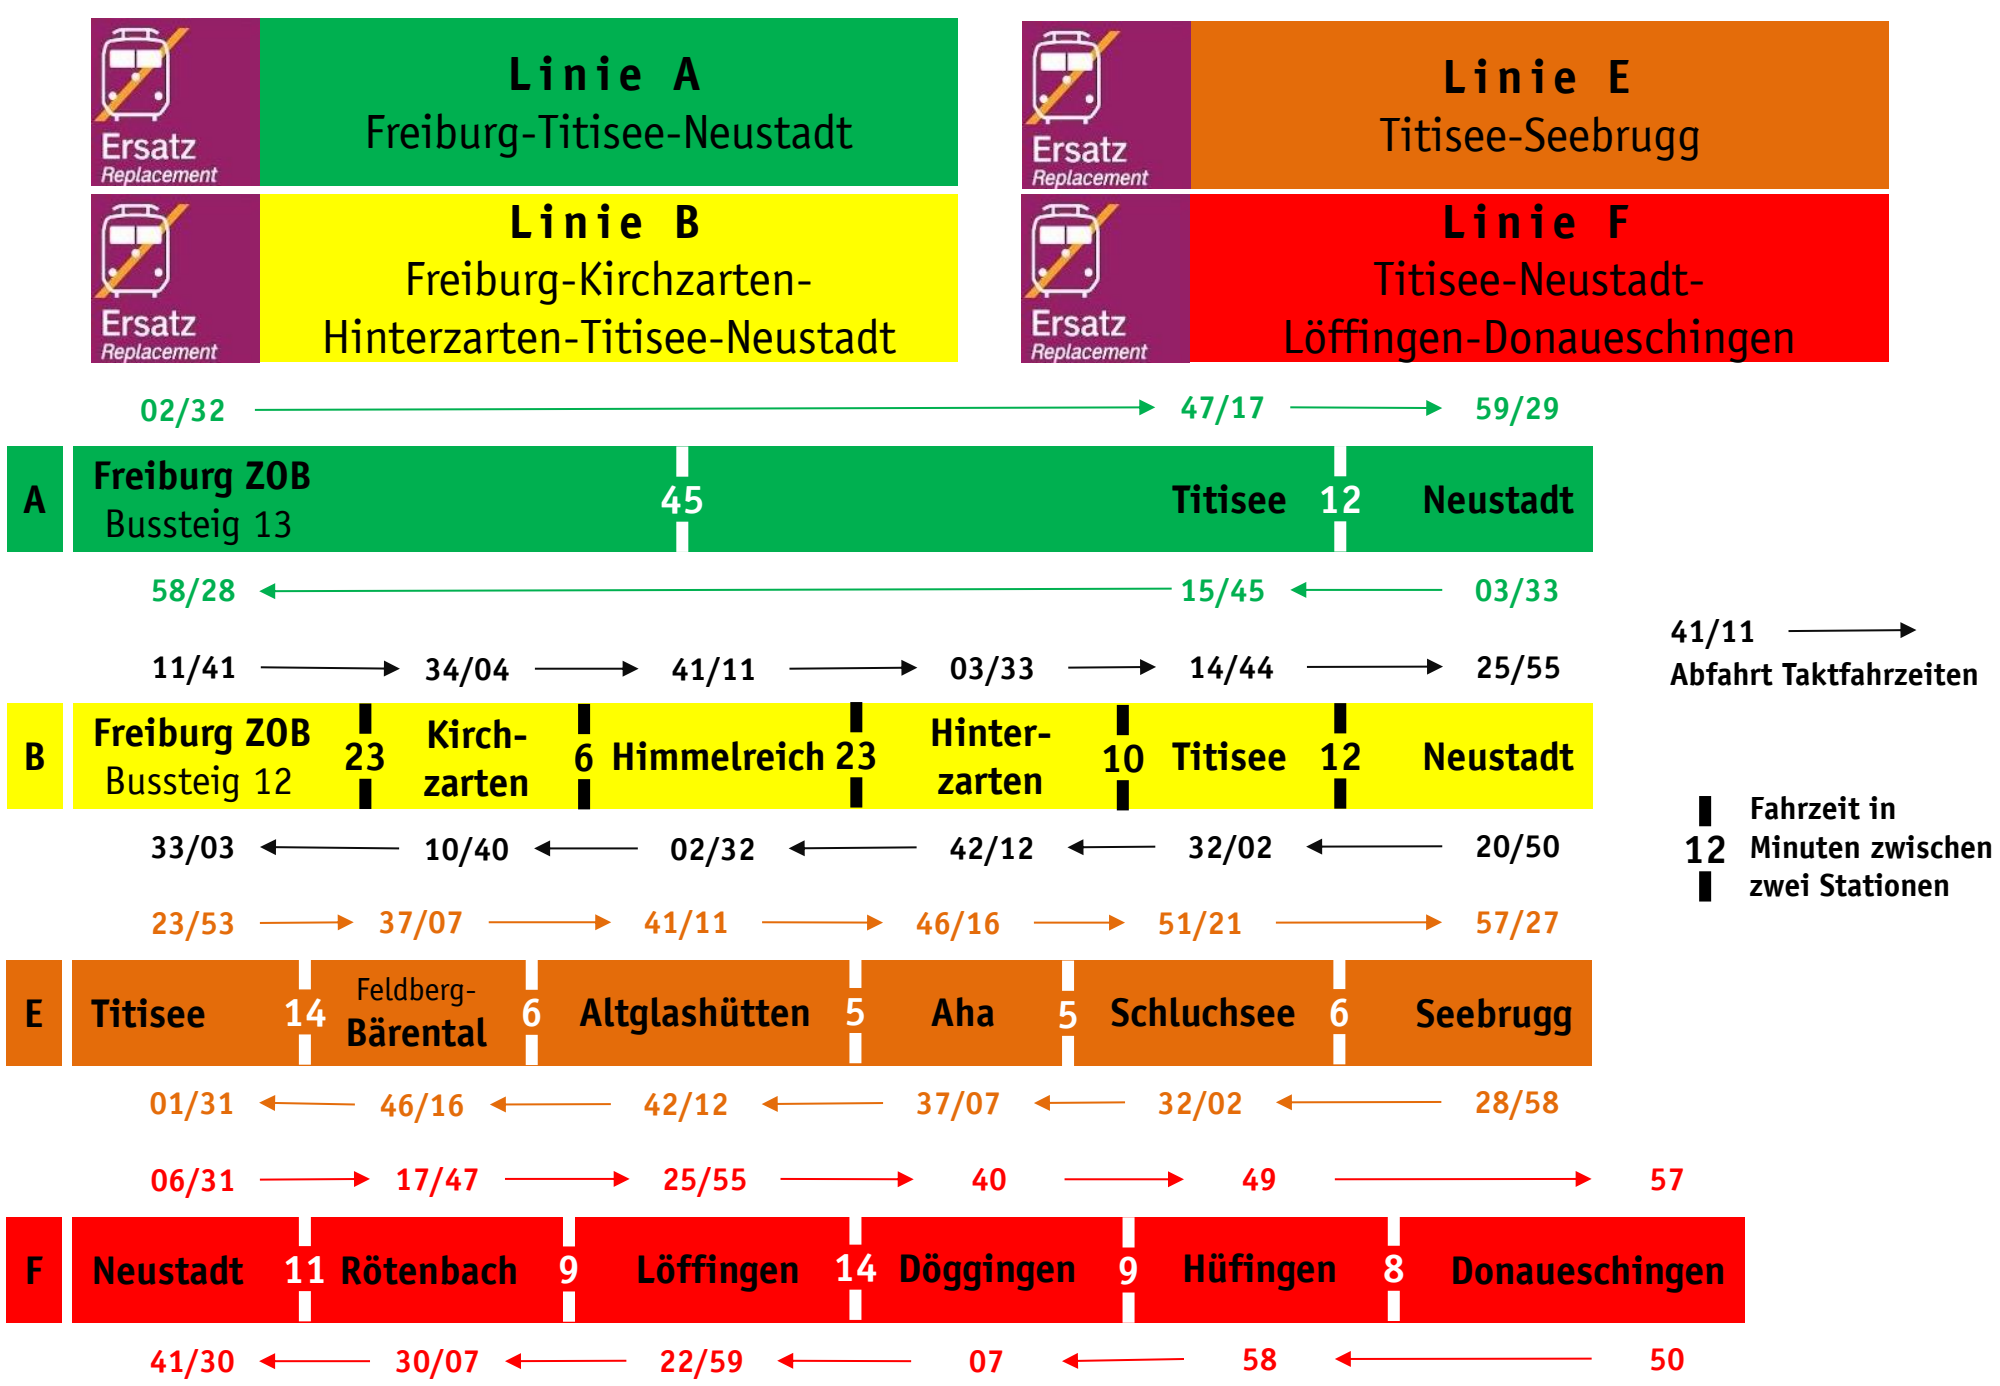 Linie A
Freiburg-Titisee-Neustadt
Ersatz
Replacement
Linie E
Titisee-Seebrugg
Ersatz
Replacement
Linie B
Freiburg-Kirchzarten-
Hinterzarten-Titisee-Neustadt
Ersatz
Replacement
Linie F
Titisee-Neustadt-
Löffingen-Donaueschingen
Ersatz
Replacement
02/32 47/17 59/29
A Freiburg ZOB Bussteig 13 45 Titisee 12 Neustadt
58/28 15/45 03/33
41/11
Abfahrt Taktfahrzeiten
11/41 34/04 41/11 03/33 14/44 25/55
B Freiburg ZOB Bussteig 12 23 Kirch-zarten 6 Himmelreich 23 Hinter-zarten 10 Titisee 12 Neustadt
33/03 10/40 02/32 42/12 32/02 20/50
Fahrzeit in
12 Minuten zwischen
zwei Stationen
23/53 37/07 41/11 46/16 51/21 57/27
E Titisee 14 Feldberg-Bärental 6 Altglashütten 5 Aha 5 Schluchsee 6 Seebrugg
01/31 46/16 42/12 37/07 32/02 28/58
06/31 17/47 25/55 40 49 57
F Neustadt 11 Rötenbach 9 Löffingen 14 Döggingen 9 Hüfingen 8 Donaueschingen
41/30 30/07 22/59 07 58 50